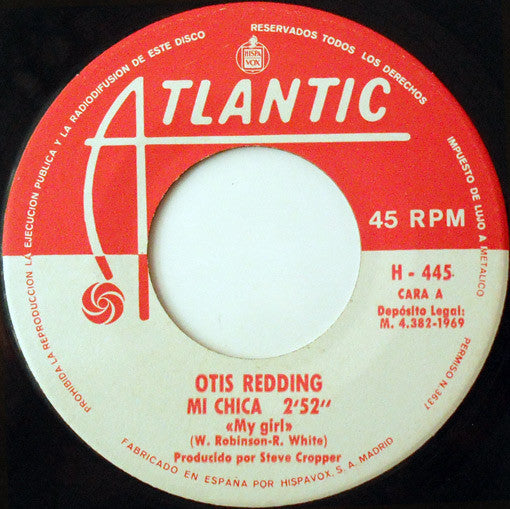 PROHIBIDA LA REPRODUCCION LA EJECUCION PUBLICA Y LA RADIODIFUSION DE ESTE DISCO
RESERVADOS TODOS LOS DERECHOS
IMPUESTO DE LUJO A METALICO
PERMISO N.3637
HISPA
VOX
ATLANTIC
45 RPM
H - 445
CARA A
Depósito Legal:
M. 4.382-1969
OTIS REDDING
MI CHICA 2'52"
«My girl»
(W. Robinson-R. White)
Producido por Steve Cropper
FABRICADO EN ESPAÑA POR HISPAVOX, S. A. MADRID